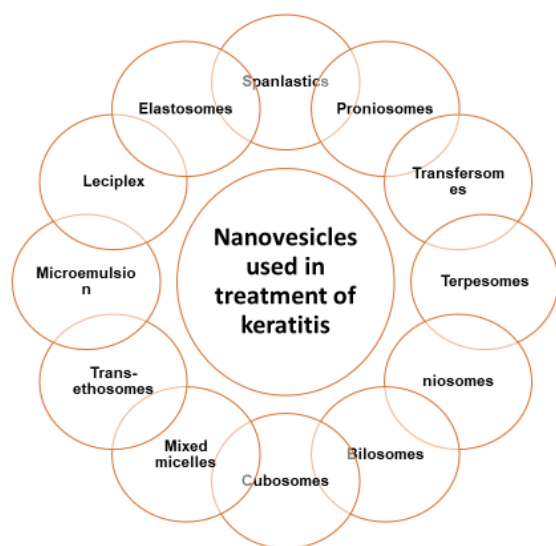 Spanlastics
Proniosomes
Transfersom
es
Terpesomes
niosomes
Bilosomes
Cubosomes
Mixed
micelles
Trans-
ethosomes
Microemulsio
n
Leciplex
Elastosomes
Nanovesicles
used in
treatment of
keratitis